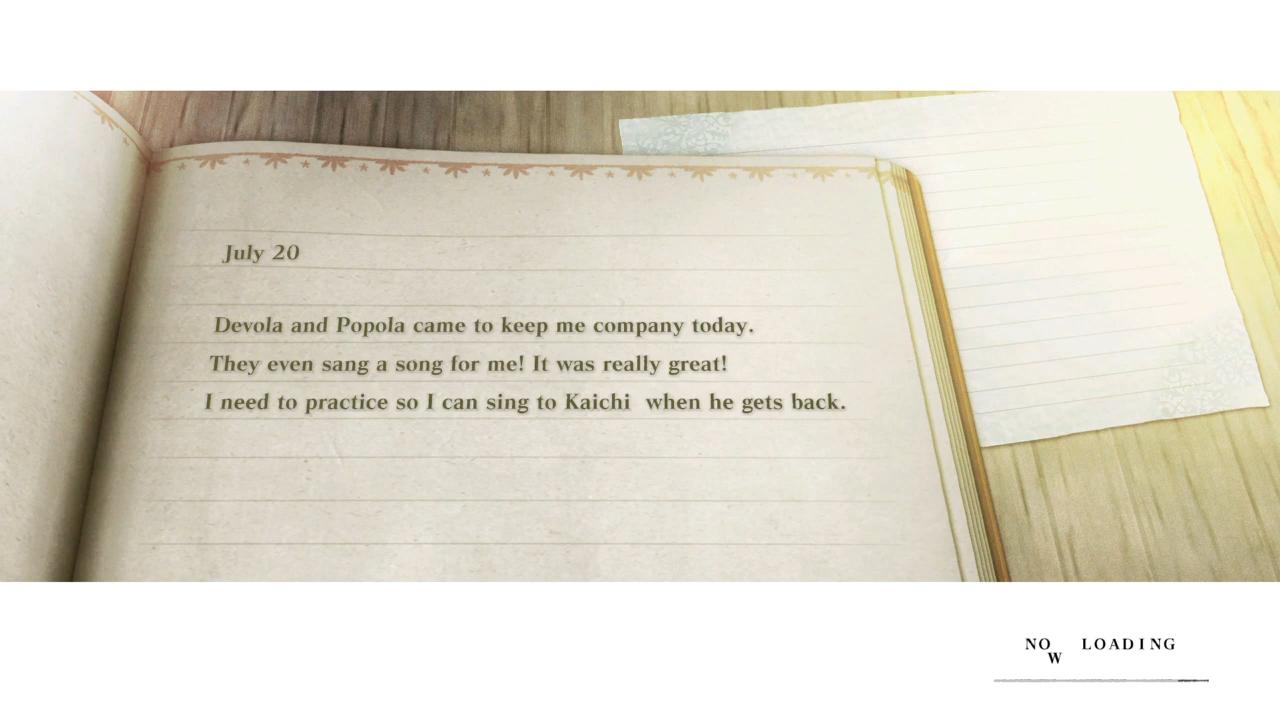 July 20
Devola and Popola came to keep me company today.
They even sang a song for me! It was really great!
I need to practice so I can sing to Kaichi  when he gets back.
NOW LOADING